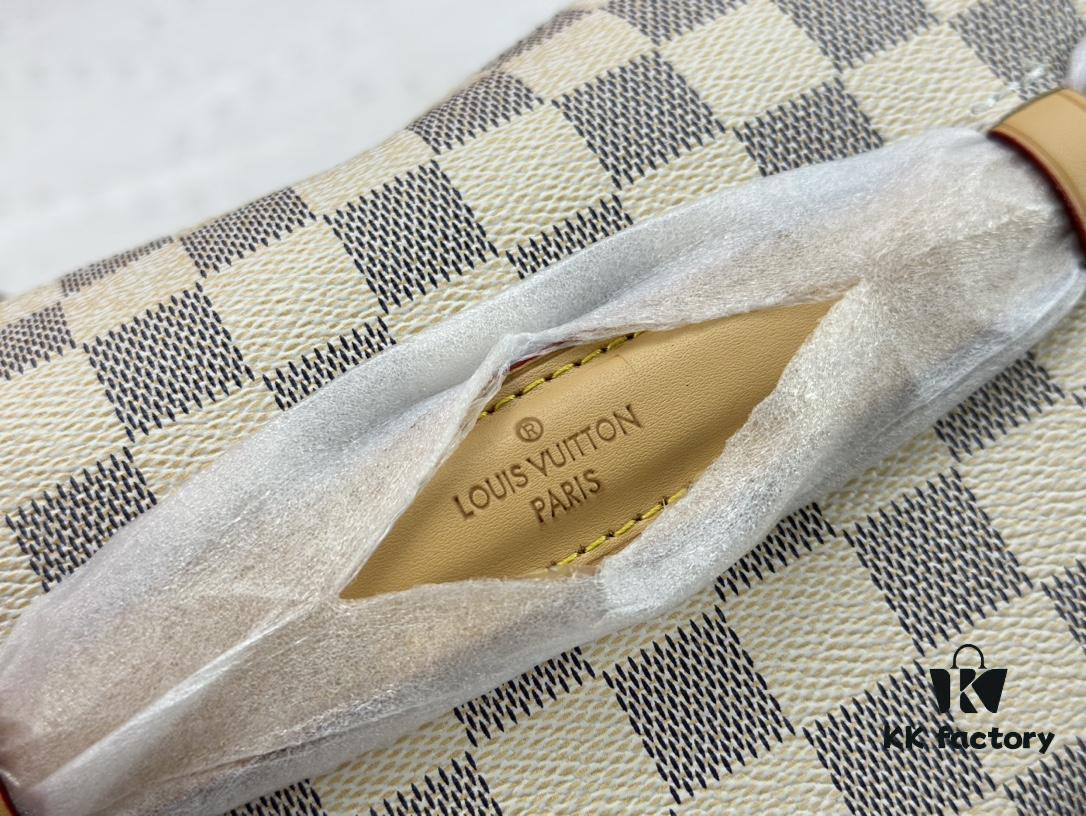 ®
LOUIS VUITTON
PARIS
KK factory